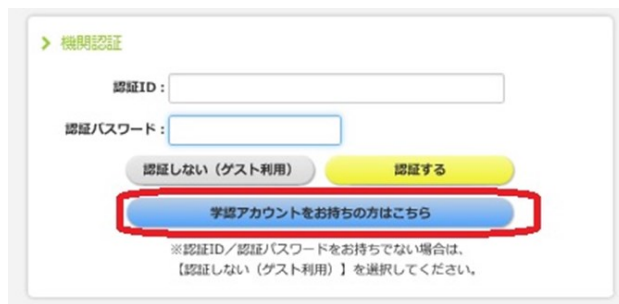 機関認証
認証ID：
認証パスワード：
認証しない（ゲスト利用） 認証する
学認アカウントをお持ちの方はこちら
※認証ID／認証パスワードをお持ちでない場合は、
【認証しない（ゲスト利用）】を選択してください。